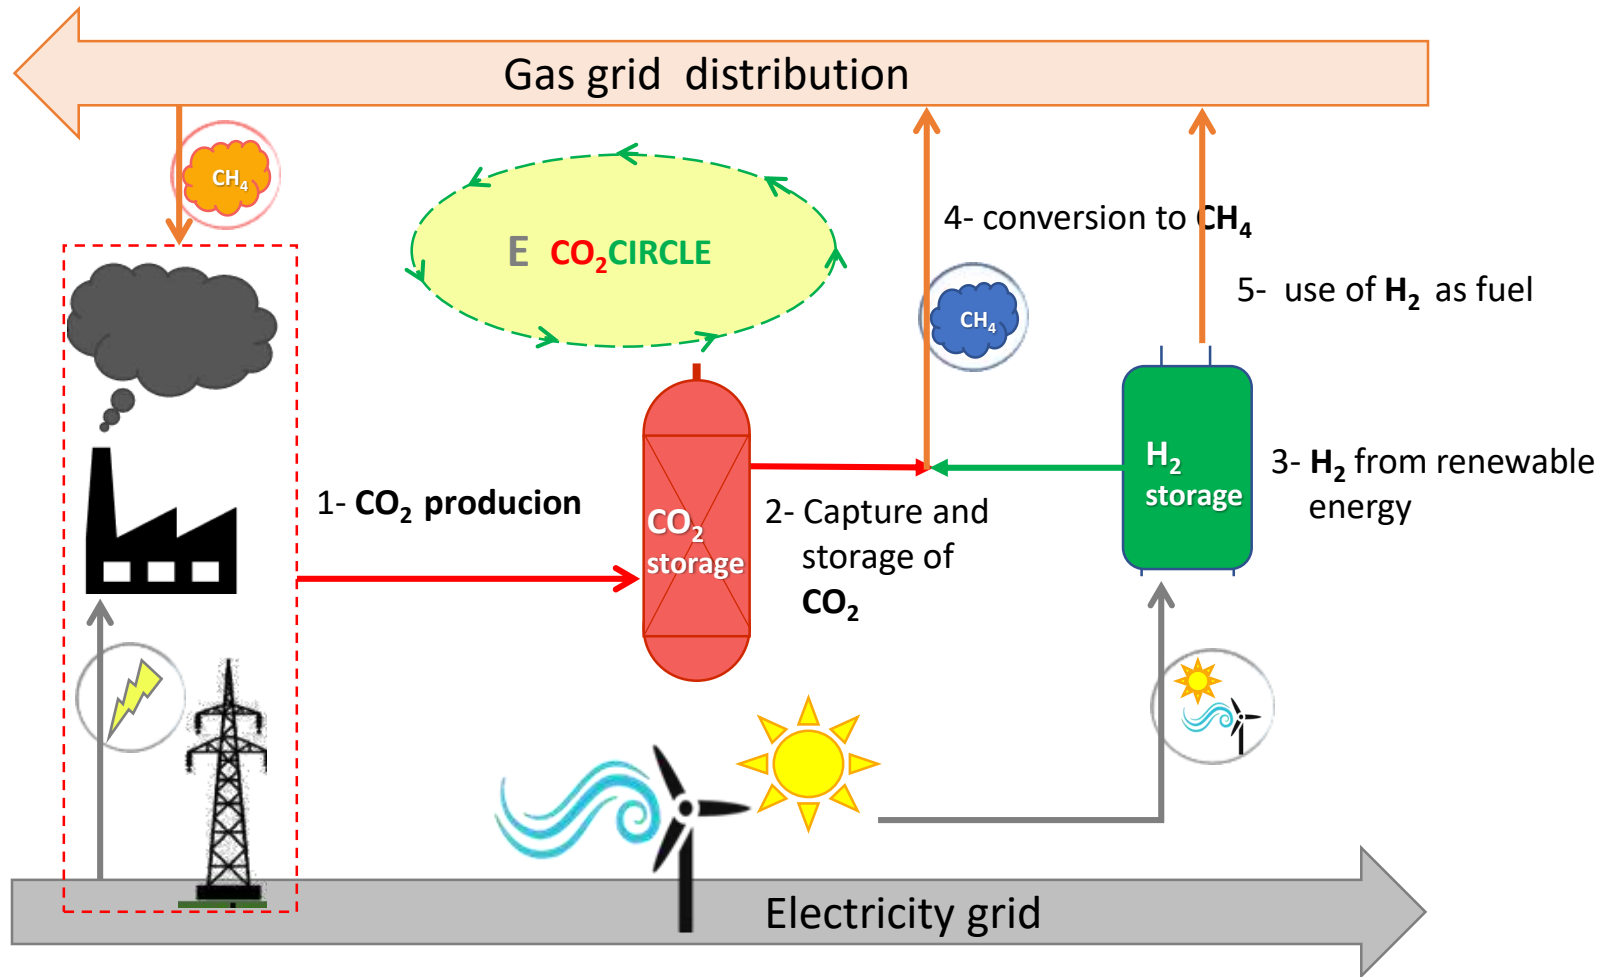 Gas grid distribution
CH₄
E CO₂CIRCLE
4- conversion to CH₄
5- use of H₂ as fuel
CH₄
1- CO₂ producion
CO₂
storage
2- Capture and
storage of
CO₂
H₂
storage
3- H₂ from renewable
energy
Electricity grid